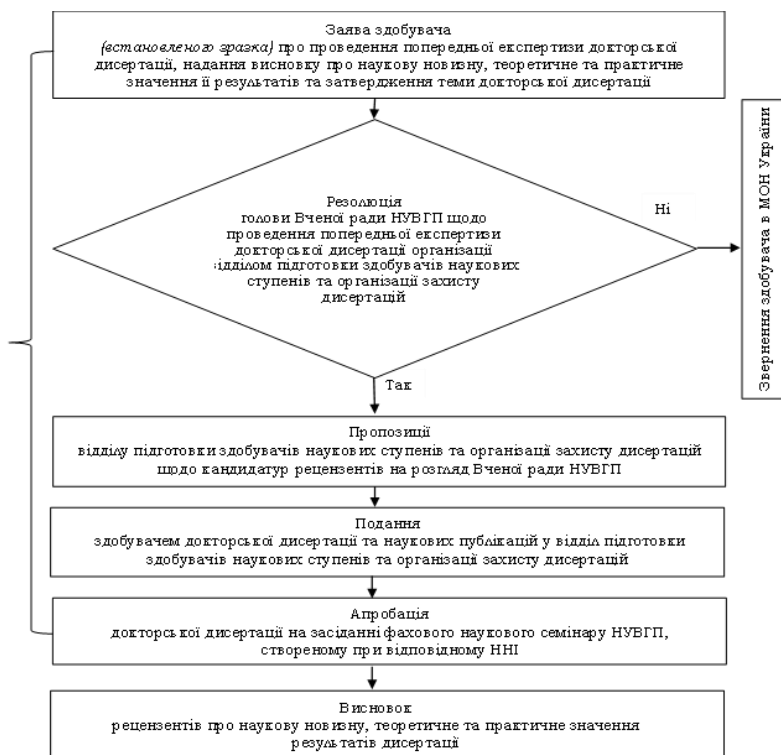 Заява здобувача
(встановленого зразка) про проведення попередньої експертизи докторської
дисертації, надання висновку про наукову новизну, теоретичне та практичне
значення її результатів та затвердження теми докторської дисертації
Резолюція
голови Вченої ради НУВГП щодо
проведення попередньої експертизи
докторської дисертації організації
відділом підготовки здобувачів наукових
ступенів та організації захисту
дисертацій
Ні
Звернення здобувача в МОН України
Так
Пропозиції
відділу підготовки здобувачів наукових ступенів та організації захисту дисертацій
щодо кандидатур рецензентів на розгляд Вченої ради НУВГП
Подання
здобувачем докторської дисертації та наукових публікацій у відділ підготовки
здобувачів наукових ступенів та організації захисту дисертацій
Апробація
докторської дисертації на засіданні фахового наукового семінару НУВГП,
створеному при відповідному ННІ
Висновок
рецензентів про наукову новизну, теоретичне та практичне значення
результатів дисертації